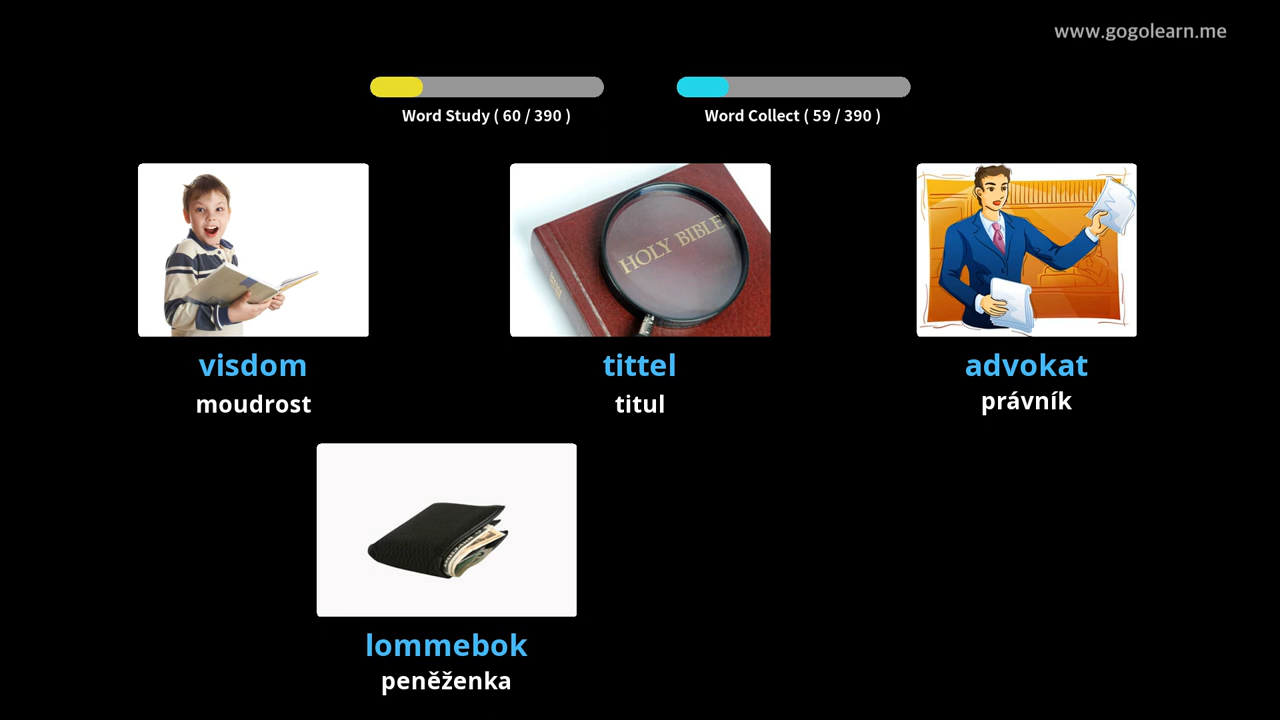 www.gogolearn.me
Word Study ( 60 / 390 )
Word Collect ( 59 / 390 )
HOLY BIBLE
visdom
moudrost
tittel
titul
advokat
právník
lommebok
peněženka